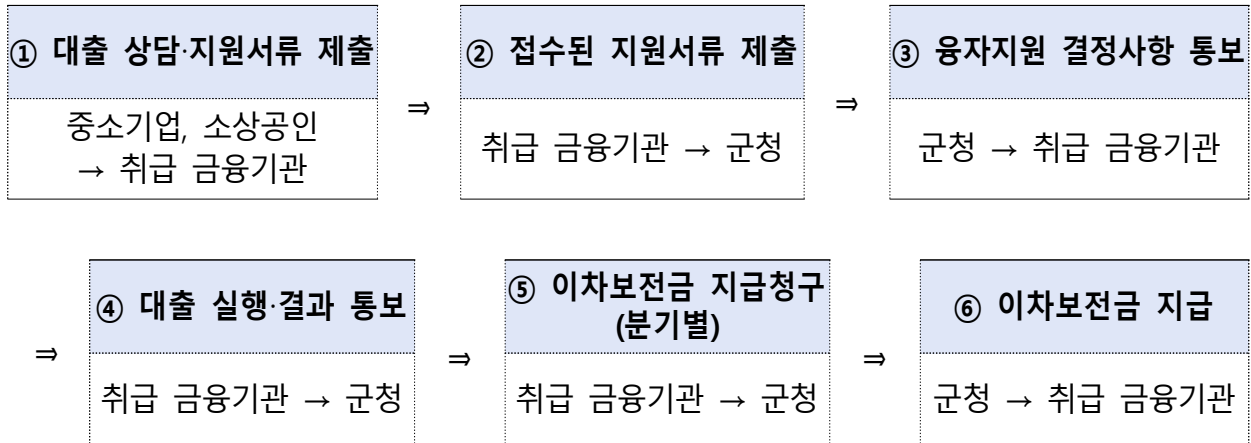 ① 대출 상담·지원서류 제출
중소기업, 소상공인
→ 취급 금융기관
⇒
② 접수된 지원서류 제출
취급 금융기관 → 군청
⇒
③ 융자지원 결정사항 통보
군청 → 취급 금융기관
⇒
④ 대출 실행·결과 통보
취급 금융기관 → 군청
⇒
⑤ 이차보전금 지급청구
(분기별)
취급 금융기관 → 군청
⇒
⑥ 이차보전금 지급
군청 → 취급 금융기관